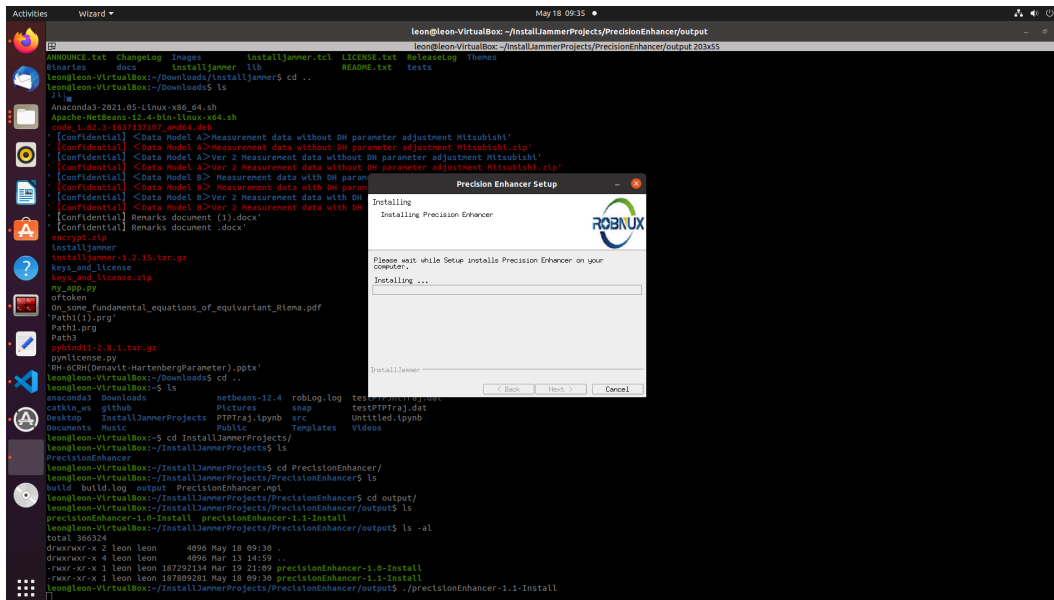 Activities Wizard May 18 09:35
leon@leon-VirtualBox: ~/InstallJammerProjects/PrecisionEnhancer/output
leon@leon-VirtualBox: ~/InstallJammerProjects/PrecisionEnhancer/output 203x55
ANNOUNCE.txt ChangeLog Images installjammer.tcl LICENSE.txt ReleaseLog Themes
Binaries docs installjammer lib README.txt tests
leon@leon-VirtualBox:~/Downloads/installjammer$ cd ..
leon@leon-VirtualBox:~/Downloads$ ls
Anaconda3-2021.05-Linux-x86_64.sh
Apache-NetBeans-12.4-bin-linux-x64.sh
code_1.62.3-1637137107_amd64.deb
'【Confidential】＜Data Model A＞Measurement data without DH parameter adjustment Mitsubishi'
'【Confidential】＜Data Model A＞Measurement data without DH parameter adjustment Mitsubishi.zip'
'【Confidential】＜Data Model A＞Ver 2 Measurement data without DH parameter adjustment Mitsubishi'
'【Confidential】＜Data Model A＞Ver 2 Measurement data without DH parameter adjustment Mitsubishi.zip'
'【Confidential】＜Data Model B＞ Measurement data with DH param
'【Confidential】＜Data Model B＞ Measurement data with DH param
'【Confidential】＜Data Model B＞Ver 2 Measurement data with DH
'【Confidential】＜Data Model B＞Ver 2 Measurement data with DH
'【Confidential】Remarks document (1).docx'
'【Confidential】Remarks document .docx'
encrypt.zip
installjammer
installjammer-1.2.15.tar.gz
keys_and_license
keys_and_license.zip
my_app.py
oftoken
On_some_fundamental_equations_of_equivariant_Riema.pdf
'Path1(1).prg'
Path1.prg
Path3
pybind11-2.0.1.tar.gz
pymlicense.py
'RH-6CRH(Denavit-HartenbergParameter).pptx'
leon@leon-VirtualBox:~/Downloads$ cd ..
leon@leon-VirtualBox:~$ ls
anaconda3 Downloads netbeans-12.4 robLog.log testPTPJntTraj.dat
catkin_ws github Pictures snap testPTPTraj.dat
Desktop InstallJammerProjects PTPTraj.ipynb src Untitled.ipynb
Documents Music Public Templates Videos
leon@leon-VirtualBox:~$ cd InstallJammerProjects/
leon@leon-VirtualBox:~/InstallJammerProjects$ ls
PrecisionEnhancer
leon@leon-VirtualBox:~/InstallJammerProjects$ cd PrecisionEnhancer/
leon@leon-VirtualBox:~/InstallJammerProjects/PrecisionEnhancer$ ls
build build.log output PrecisionEnhancer.mpi
leon@leon-VirtualBox:~/InstallJammerProjects/PrecisionEnhancer$ cd output/
leon@leon-VirtualBox:~/InstallJammerProjects/PrecisionEnhancer/output$ ls
precisionEnhancer-1.0-Install precisionEnhancer-1.1-Install
leon@leon-VirtualBox:~/InstallJammerProjects/PrecisionEnhancer/output$ ls -al
total 366324
drwxrwxr-x 2 leon leon 4096 May 18 09:30 .
drwxrwxr-x 4 leon leon 4096 Mar 13 14:59 ..
-rwxr-xr-x 1 leon leon 187292134 Mar 19 21:09 precisionEnhancer-1.0-Install
-rwxr-xr-x 1 leon leon 187809281 May 18 09:30 precisionEnhancer-1.1-Install
leon@leon-VirtualBox:~/InstallJammerProjects/PrecisionEnhancer/output$ ./precisionEnhancer-1.1-Install
Precision Enhancer Setup
Installing
Installing Precision Enhancer
ROBNUX
Please wait while Setup installs Precision Enhancer on your
computer.
Installing ...
InstallJammer
< Back Next > Cancel